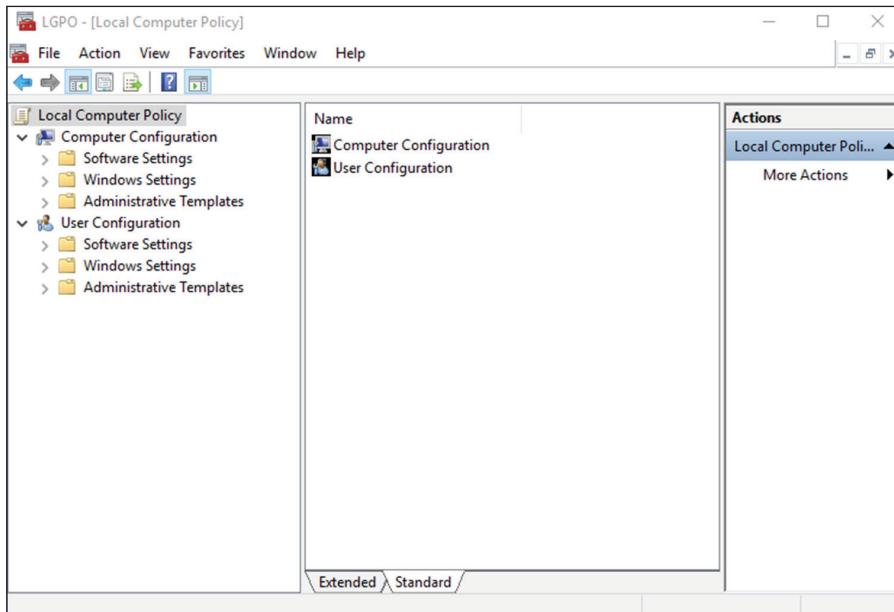 LGPO - [Local Computer Policy]
File Action View Favorites Window Help
Local Computer Policy
Computer Configuration
Software Settings
Windows Settings
Administrative Templates
User Configuration
Software Settings
Windows Settings
Administrative Templates
Name
Computer Configuration
User Configuration
Extended Standard
Actions
Local Computer Poli...
More Actions